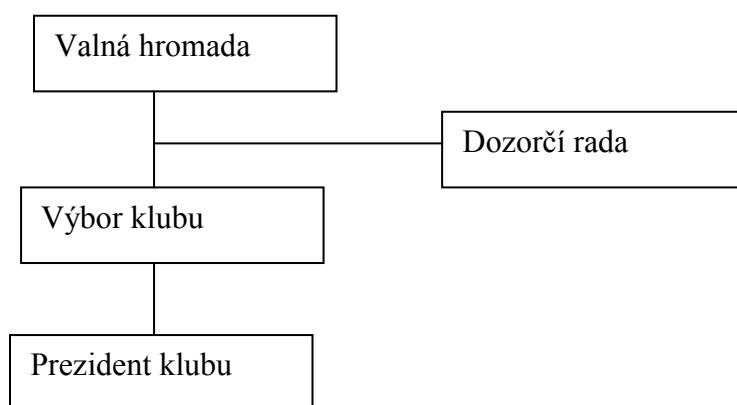 Valná hromada
Dozorčí rada
Výbor klubu
Prezident klubu